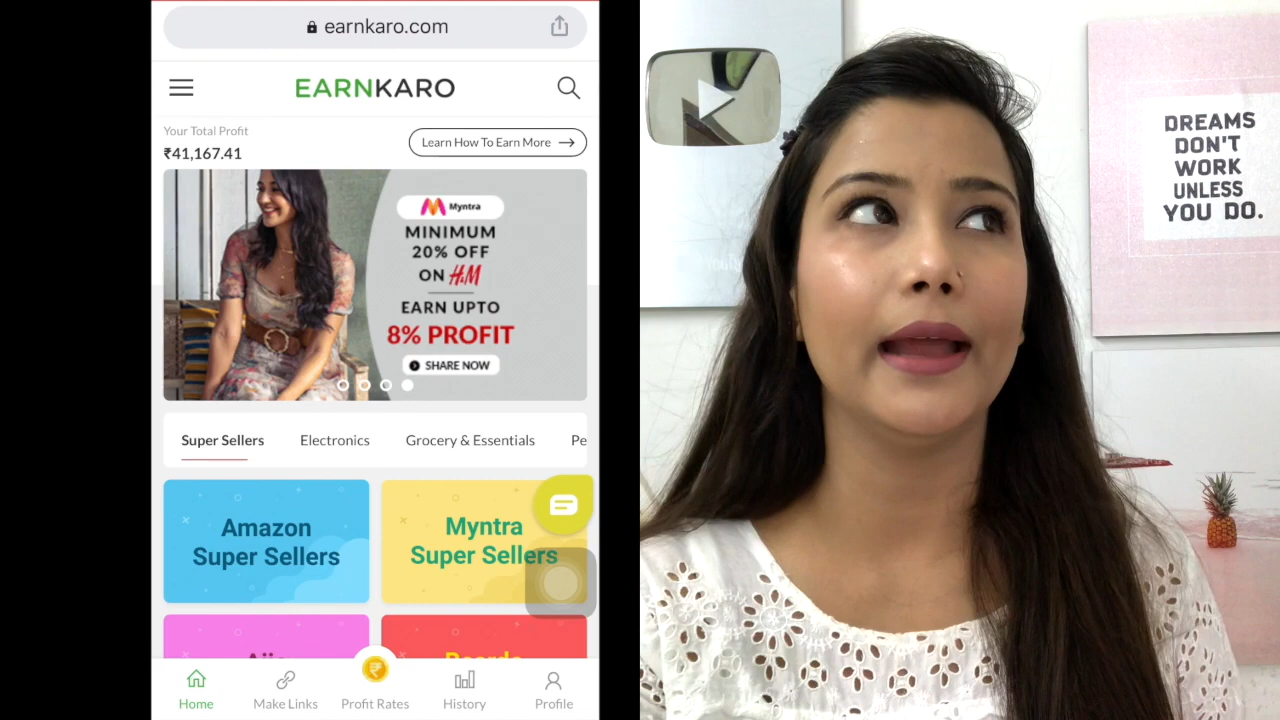 earnkaro.com
EARNKARO
Your Total Profit
₹41,167.41
Learn How To Earn More
Myntra
MINIMUM
20% OFF
ON H&M
EARN UPTO
8% PROFIT
SHARE NOW
Super Sellers
Electronics
Grocery & Essentials
Pe
Amazon
Super Sellers
Myntra
Super Sellers
Home
Make Links
Profit Rates
History
Profile
DREAMS
DON'T
WORK
UNLESS
YOU DO.